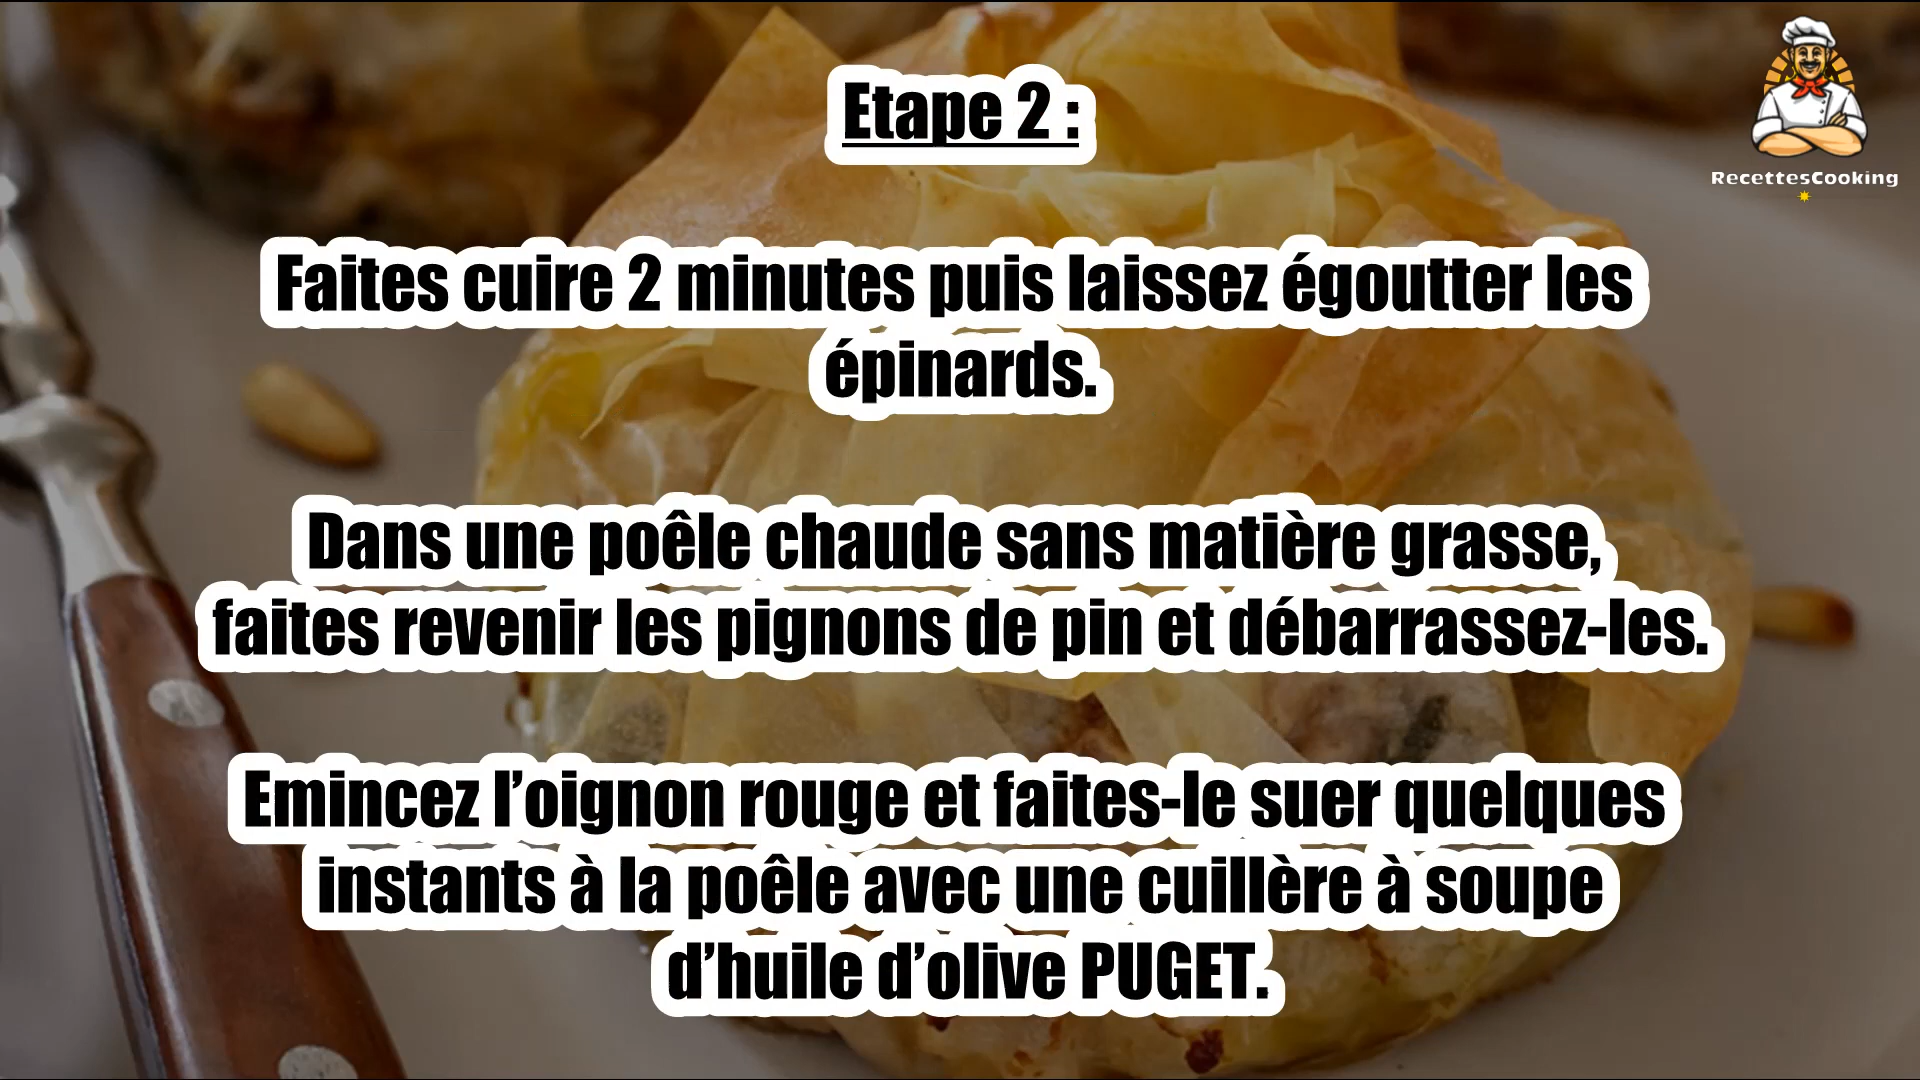 Etape 2 :
RecettesCooking
Faites cuire 2 minutes puis laissez égoutter les
épinards.
Dans une poêle chaude sans matière grasse,
faites revenir les pignons de pin et débarrassez-les.
Emincez l’oignon rouge et faites-le suer quelques
instants à la poêle avec une cuillère à soupe
d’huile d’olive PUGET.